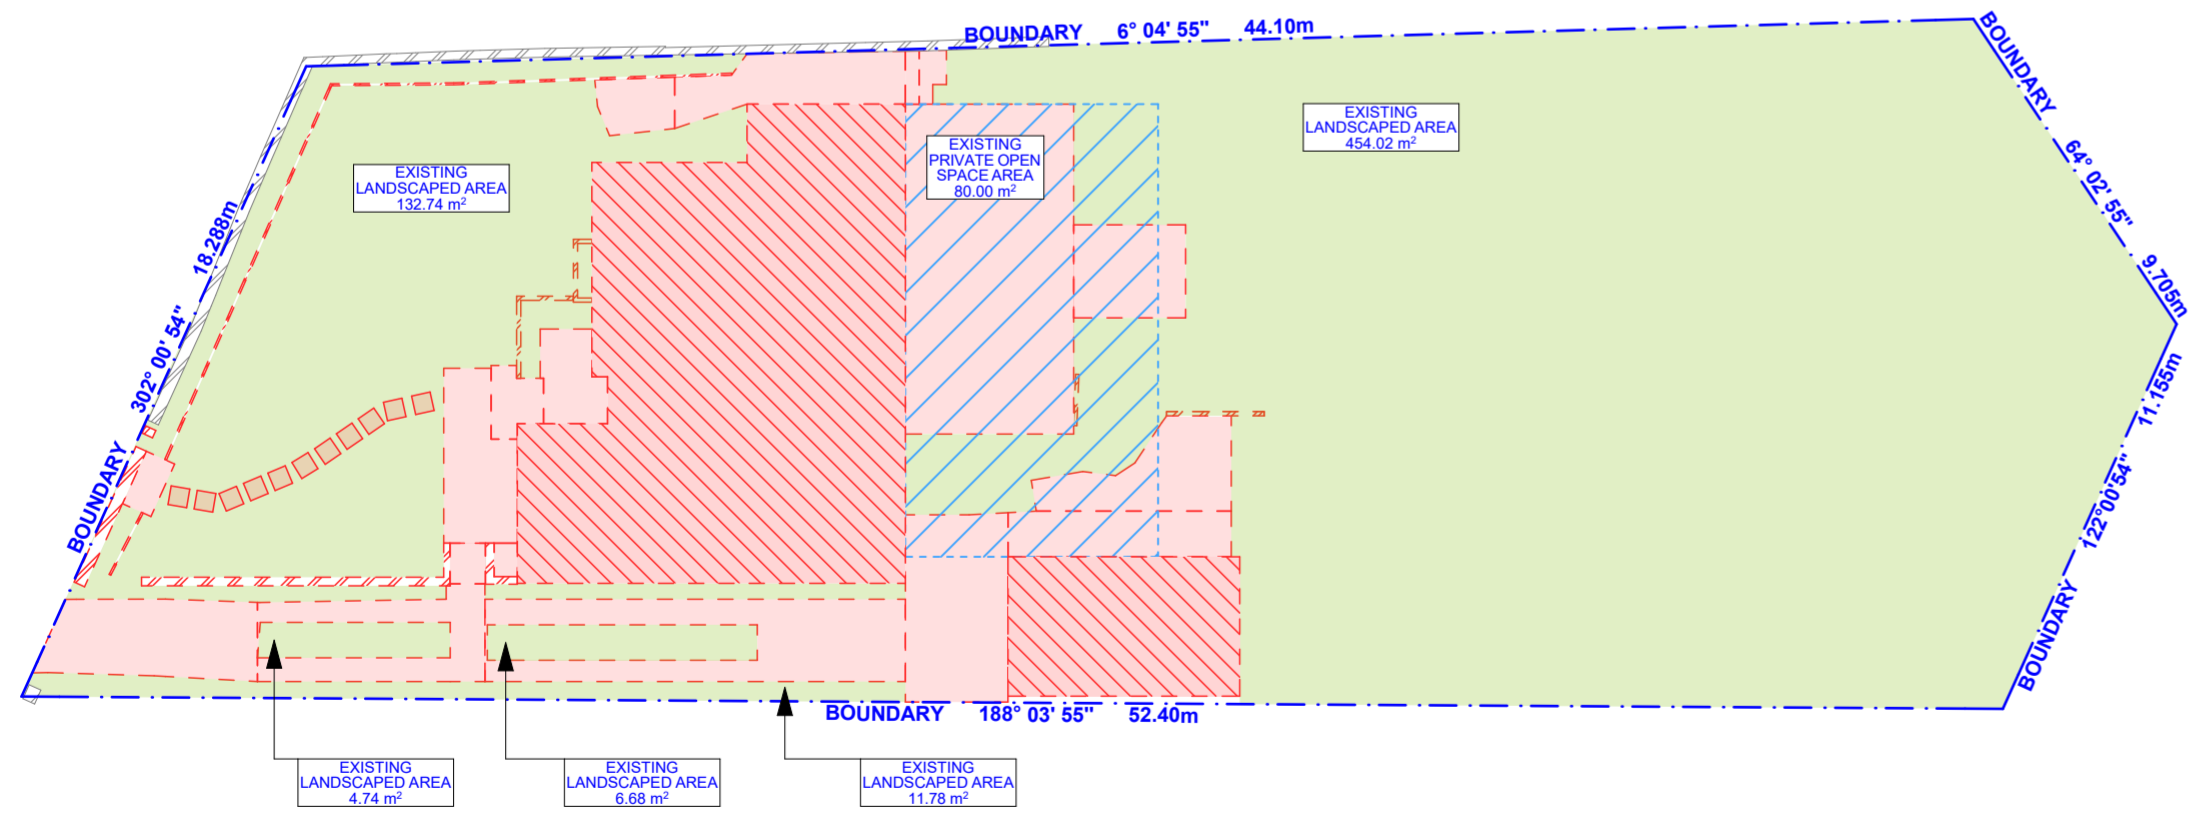 BOUNDARY 6° 04' 55" 44.10m
BOUNDARY 64° 02' 55" 9.705m
EXISTING
LANDSCAPED AREA
454.02 m²
EXISTING
PRIVATE OPEN
SPACE AREA
80.00 m²
EXISTING
LANDSCAPED AREA
132.74 m²
BOUNDARY 302° 00' 54" 18.288m
BOUNDARY 122°00'54" 11.155m
BOUNDARY 188° 03' 55" 52.40m
EXISTING
LANDSCAPED AREA
4.74 m²
EXISTING
LANDSCAPED AREA
6.68 m²
EXISTING
LANDSCAPED AREA
11.78 m²